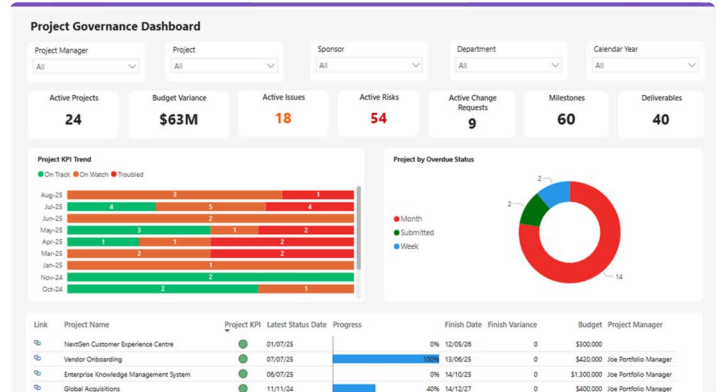 Project Governance Dashboard
Project Manager Project Sponsor Department Calendar Year
All All All All All
Active Projects Budget Variance Active Issues Active Risks Active Change Requests Milestones Deliverables
24 $63M 18 54 9 60 40
Project KPI Trend
On Track On Watch Troubled
Aug-25 3 1
Jul-25 4 5 4
Jun-25 2
May-25 3 1 2
Apr-25 1 1 2
Mar-25 2 2
Jan-25 1
Nov-24 2
Oct-24 2 1
Project by Overdue Status
Month
Submitted
Week
2
2
14
Link Project Name Project KPI Latest Status Date Progress Finish Date Finish Variance Budget Project Manager
NextGen Customer Experience Centre 01/07/25 0% 12/05/26 0 $300,000
Vendor Onboarding 07/07/25 100% 13/06/25 0 $420,000 Joe Portfolio Manager
Enterprise Knowledge Management System 06/07/25 0% 14/10/25 0 $1,300,000 Joe Portfolio Manager
Global Acquisitions 11/11/24 40% 14/12/27 0 $400,000 Joe Portfolio Manager